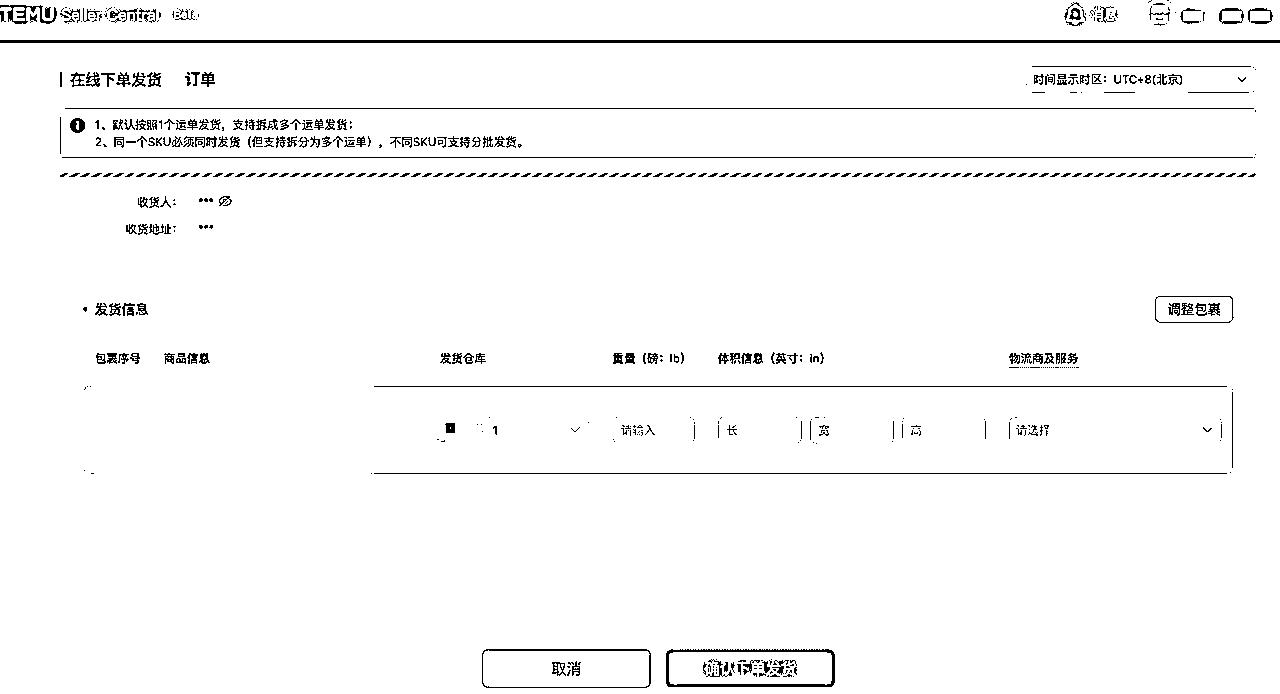 TEMU Seller Central Beta 消息
在线下单发货 订单 时间显示时区：UTC+8(北京)
1、默认按照1个运单发货，支持拆成多个运单发货；
2、同一个SKU必须同时发货（但支持拆分为多个运单），不同SKU可支持分批发货。
收货人： ***
收货地址： ***
• 发货信息 调整包裹
包裹序号 商品信息 发货仓库 重量（磅：lb） 体积信息（英寸：in） 物流商及服务
1 请输入 长 宽 高 请选择
取消 确认下单发货